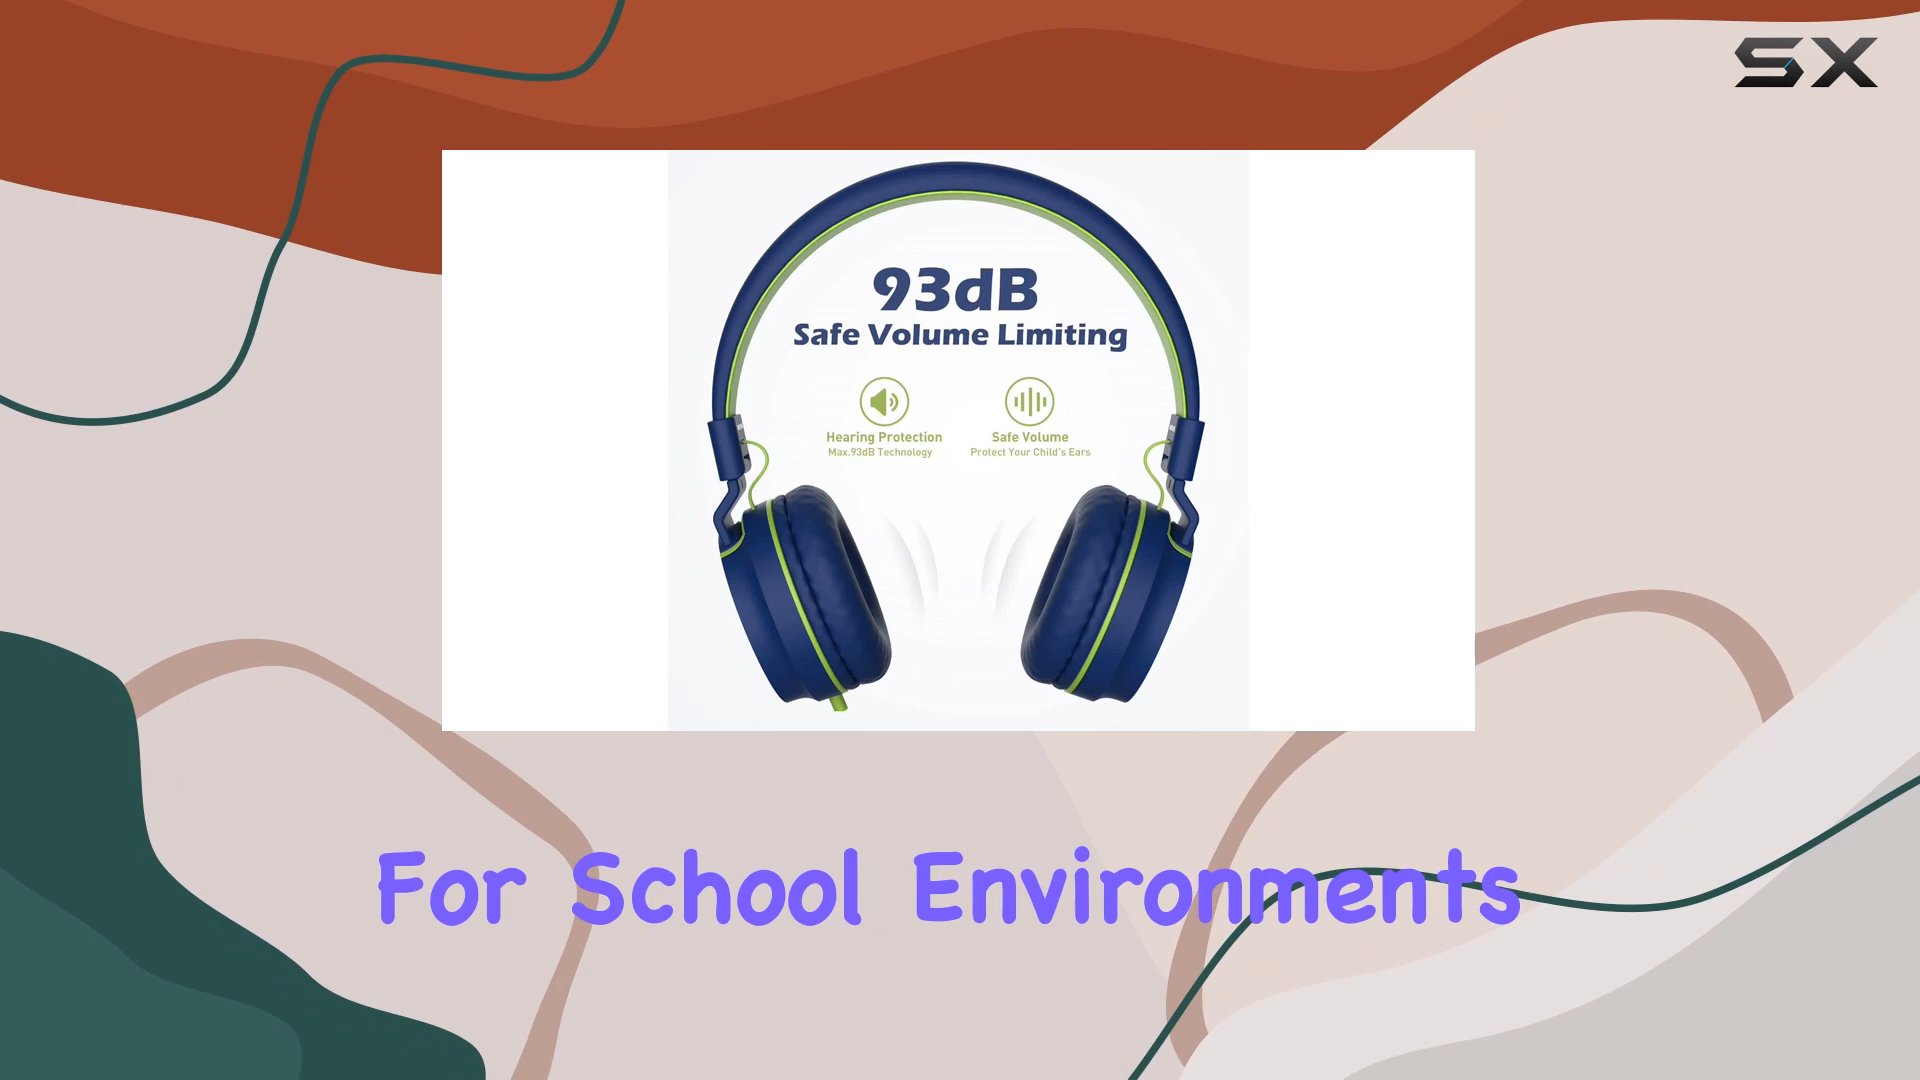 SX
93dB
Safe Volume Limiting
Hearing Protection
Max.93dB Technology
Safe Volume
Protect Your Child's Ears
For School Environments